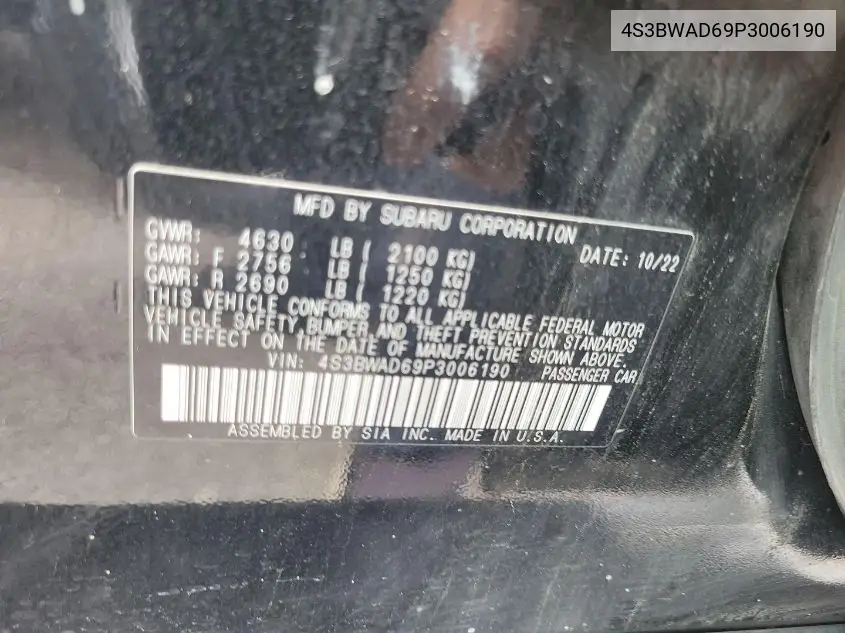 4S3BWAD69P3006190
MFD BY SUBARU CORPORATION
GVWR: 4630 LB ( 2100 KG) DATE: 10/22
GAWR: F 2756 LB ( 1250 KG)
GAWR: R 2690 LB ( 1220 KG)
THIS VEHICLE CONFORMS TO ALL APPLICABLE FEDERAL MOTOR
VEHICLE SAFETY, BUMPER, AND THEFT PREVENTION STANDARDS
IN EFFECT ON THE DATE OF MANUFACTURE SHOWN ABOVE.
VIN: 4S3BWAD69P3006190 PASSENGER CAR
ASSEMBLED BY SIA INC. MADE IN U.S.A.